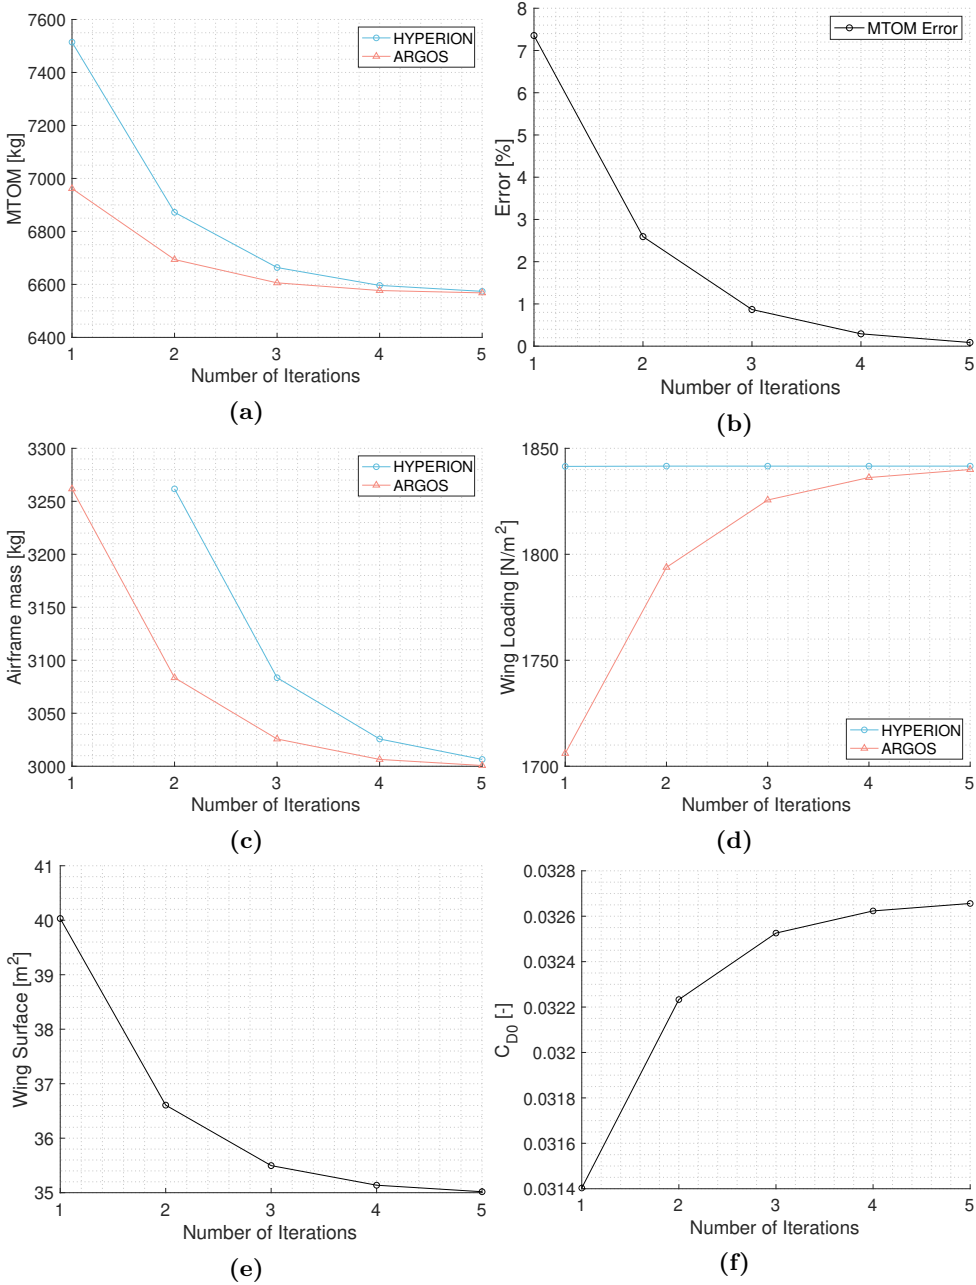 7600
7400
7200
7000
6800
6600
6400
MTOM [kg]
HYPERION
ARGOS
1 2 3 4 5
Number of Iterations
(a)
8
7
6
5
4
3
2
1
0
Error [%]
MTOM Error
1 2 3 4 5
Number of Iterations
(b)
3300
3250
3200
3150
3100
3050
3000
Airframe mass [kg]
HYPERION
ARGOS
1 2 3 4 5
Number of Iterations
(c)
1850
1800
1750
1700
Wing Loading [N/m²]
HYPERION
ARGOS
1 2 3 4 5
Number of Iterations
(d)
41
40
39
38
37
36
35
Wing Surface [m²]
1 2 3 4 5
Number of Iterations
(e)
0.0328
0.0326
0.0324
0.0322
0.032
0.0318
0.0316
0.0314
C_D0 [-]
1 2 3 4 5
Number of Iterations
(f)